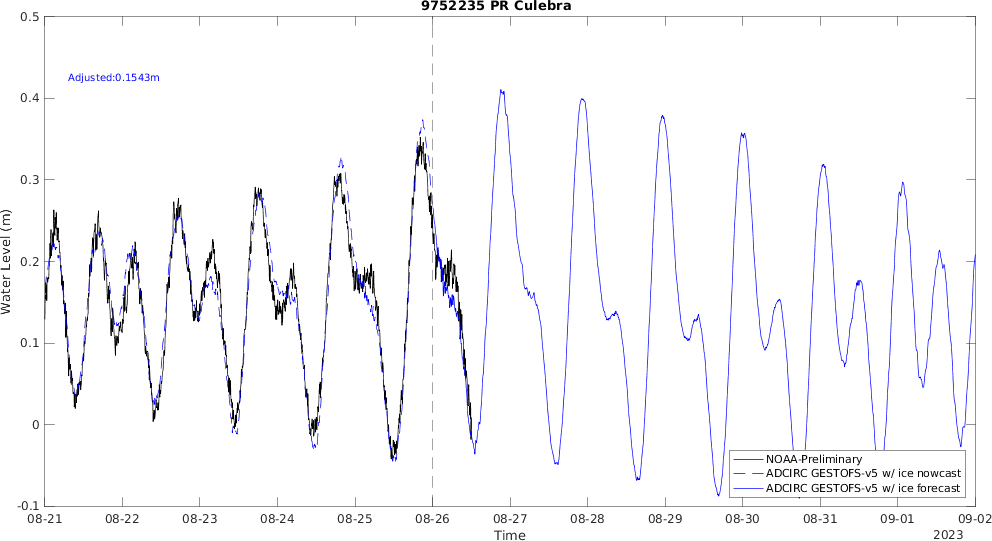 9752235 PR Culebra
0.5
0.4
0.3
0.2
0.1
0
-0.1
Water Level (m)
Adjusted:0.1543m
NOAA-Preliminary
ADCIRC GESTOFS-v5 w/ ice nowcast
ADCIRC GESTOFS-v5 w/ ice forecast
08-21 08-22 08-23 08-24 08-25 08-26 08-27 08-28 08-29 08-30 08-31 09-01 09-02
Time
2023